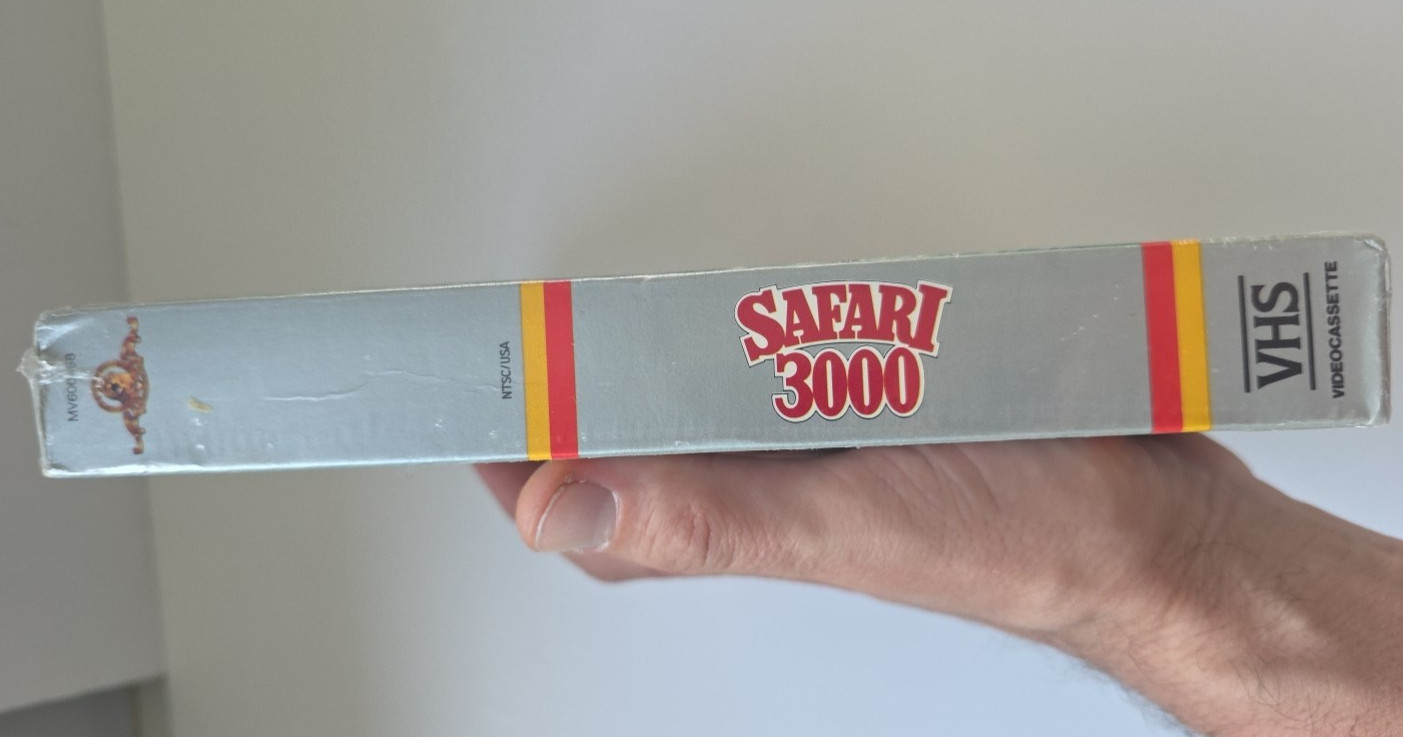 NTSC/USA
SAFARI
3000
VHS
VIDEOCASSETTE